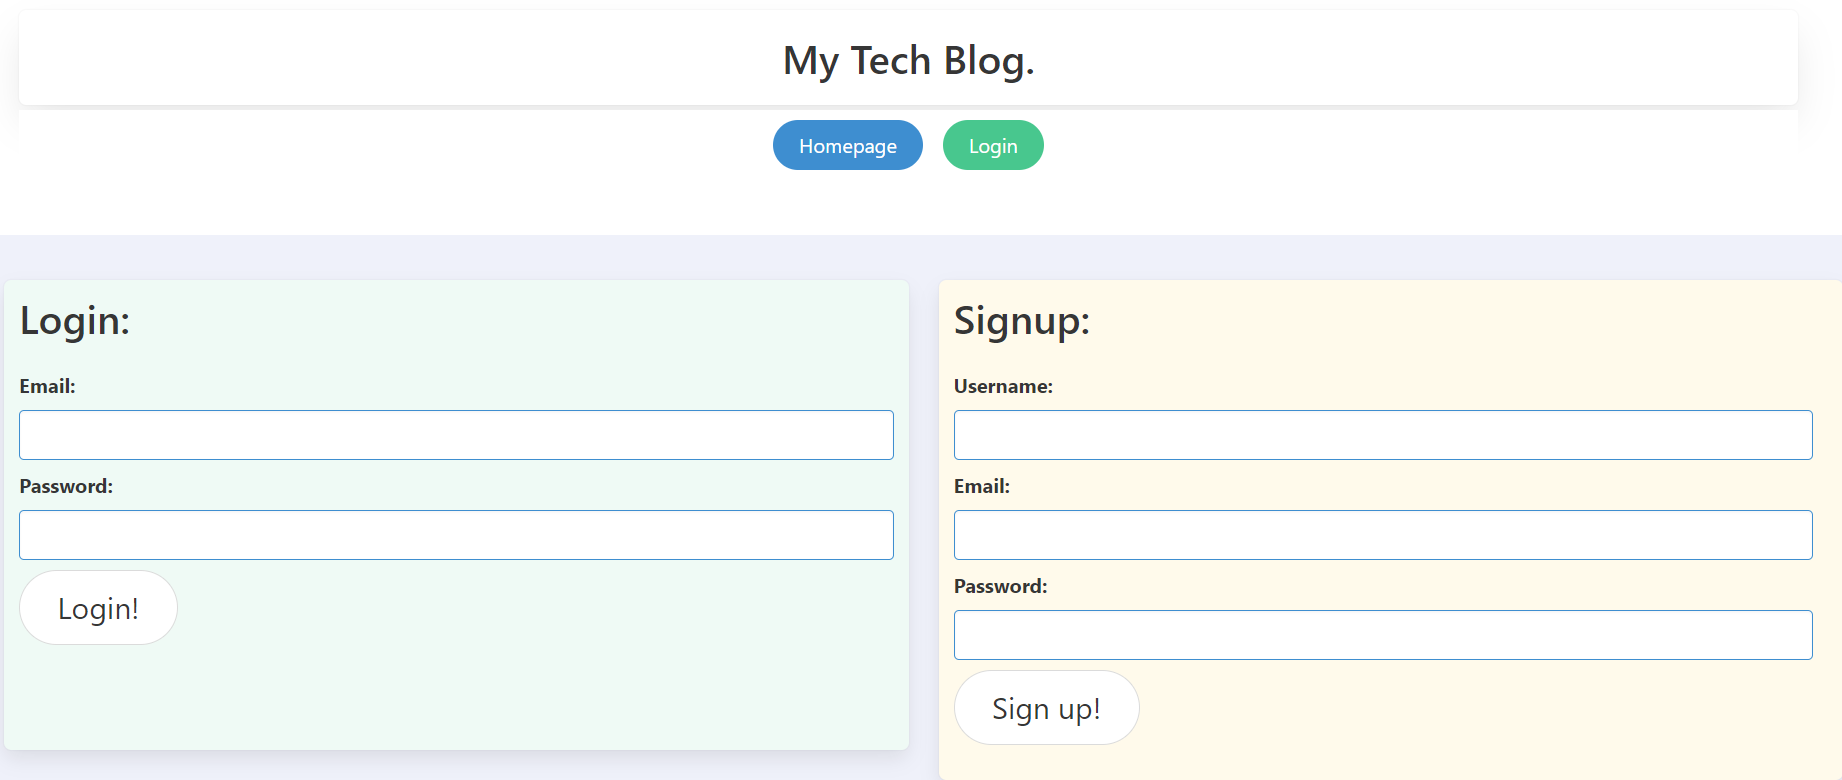 My Tech Blog.
Homepage Login
Login:
Email:
Password:
Login!
Signup:
Username:
Email:
Password:
Sign up!